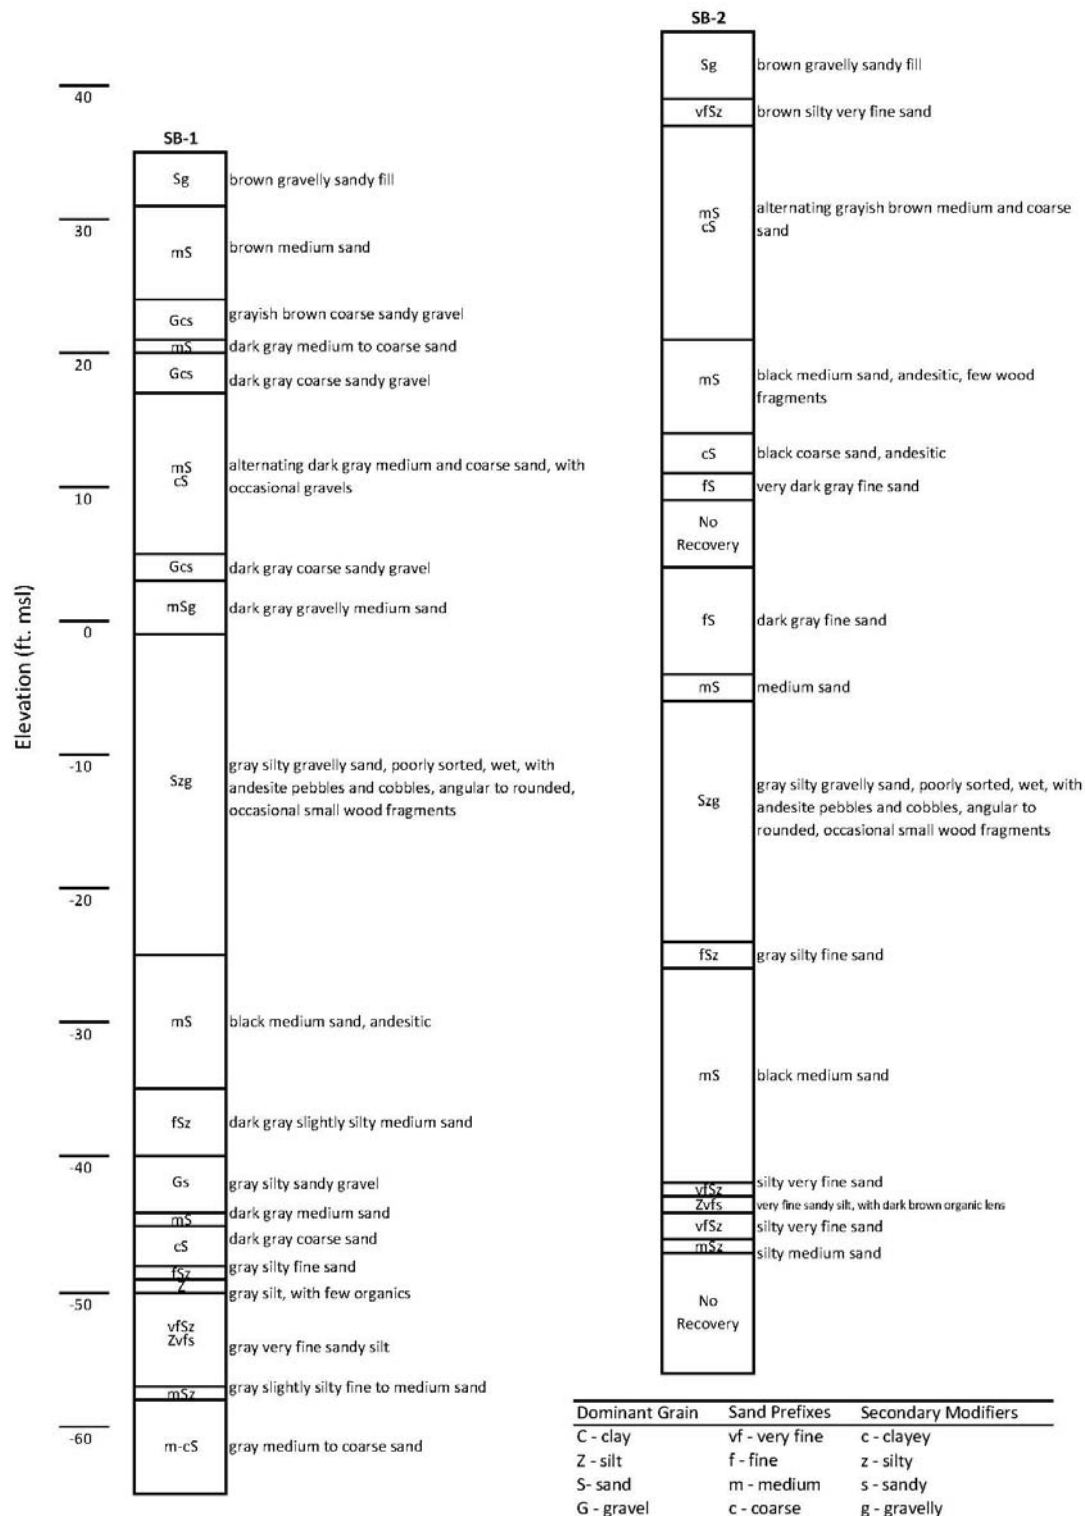 SB-2
Sg brown gravelly sandy fill
vfSz brown silty very fine sand
mS
cS
alternating grayish brown medium and coarse
sand
mS
black medium sand, andesitic, few wood
fragments
cS black coarse sand, andesitic
fS very dark gray fine sand
No
Recovery
fS dark gray fine sand
mS medium sand
Szg
gray silty gravelly sand, poorly sorted, wet, with
andesite pebbles and cobbles, angular to
rounded, occasional small wood fragments
fSz gray silty fine sand
mS black medium sand
vfSz silty very fine sand
Zvfs very fine sandy silt, with dark brown organic lens
vfSz silty very fine sand
mSz silty medium sand
No
Recovery
SB-1
Sg brown gravelly sandy fill
mS brown medium sand
Gcs grayish brown coarse sandy gravel
mS dark gray medium to coarse sand
Gcs dark gray coarse sandy gravel
mS
cS
alternating dark gray medium and coarse sand, with
occasional gravels
Gcs dark gray coarse sandy gravel
mSg dark gray gravelly medium sand
Szg
gray silty gravelly sand, poorly sorted, wet, with
andesite pebbles and cobbles, angular to rounded,
occasional small wood fragments
mS black medium sand, andesitic
fSz dark gray slightly silty medium sand
Gs gray silty sandy gravel
mS dark gray medium sand
cS dark gray coarse sand
fSz gray silty fine sand
Z gray silt, with few organics
vfSz
Zvfs
gray very fine sandy silt
mSz gray slightly silty fine to medium sand
m-cS gray medium to coarse sand
Elevation (ft. msl)
40
30
20
10
0
-10
-20
-30
-40
-50
-60
Dominant Grain Sand Prefixes Secondary Modifiers
C - clay vf - very fine c - clayey
Z - silt f - fine z - silty
S- sand m - medium s - sandy
G - gravel c - coarse g - gravelly